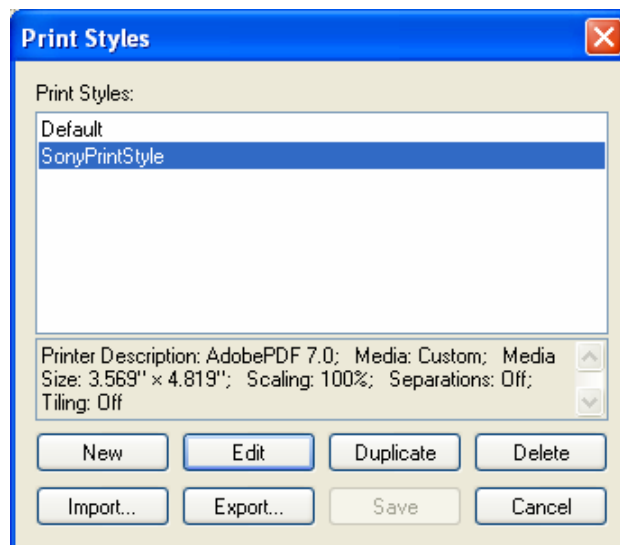 Print Styles
Print Styles:
Default
SonyPrintStyle
Printer Description: AdobePDF 7.0;   Media: Custom;   Media
Size: 3.569" × 4.819";   Scaling: 100%;   Separations: Off;
Tiling: Off
New Edit Duplicate Delete
Import... Export... Save Cancel